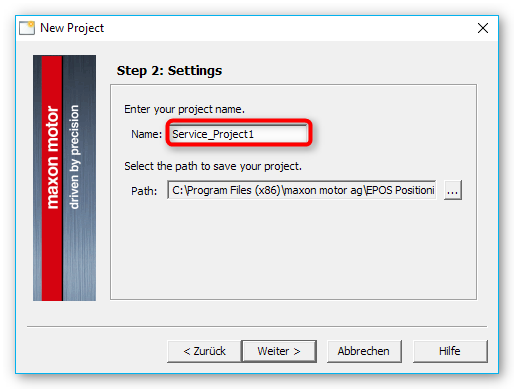 New Project
maxon motor
driven by precision
Step 2: Settings
Enter your project name.
Name: Service_Project1
Select the path to save your project.
Path: C:\Program Files (x86)\maxon motor ag\EPOS Positioni ...
< Zurück Weiter > Abbrechen Hilfe